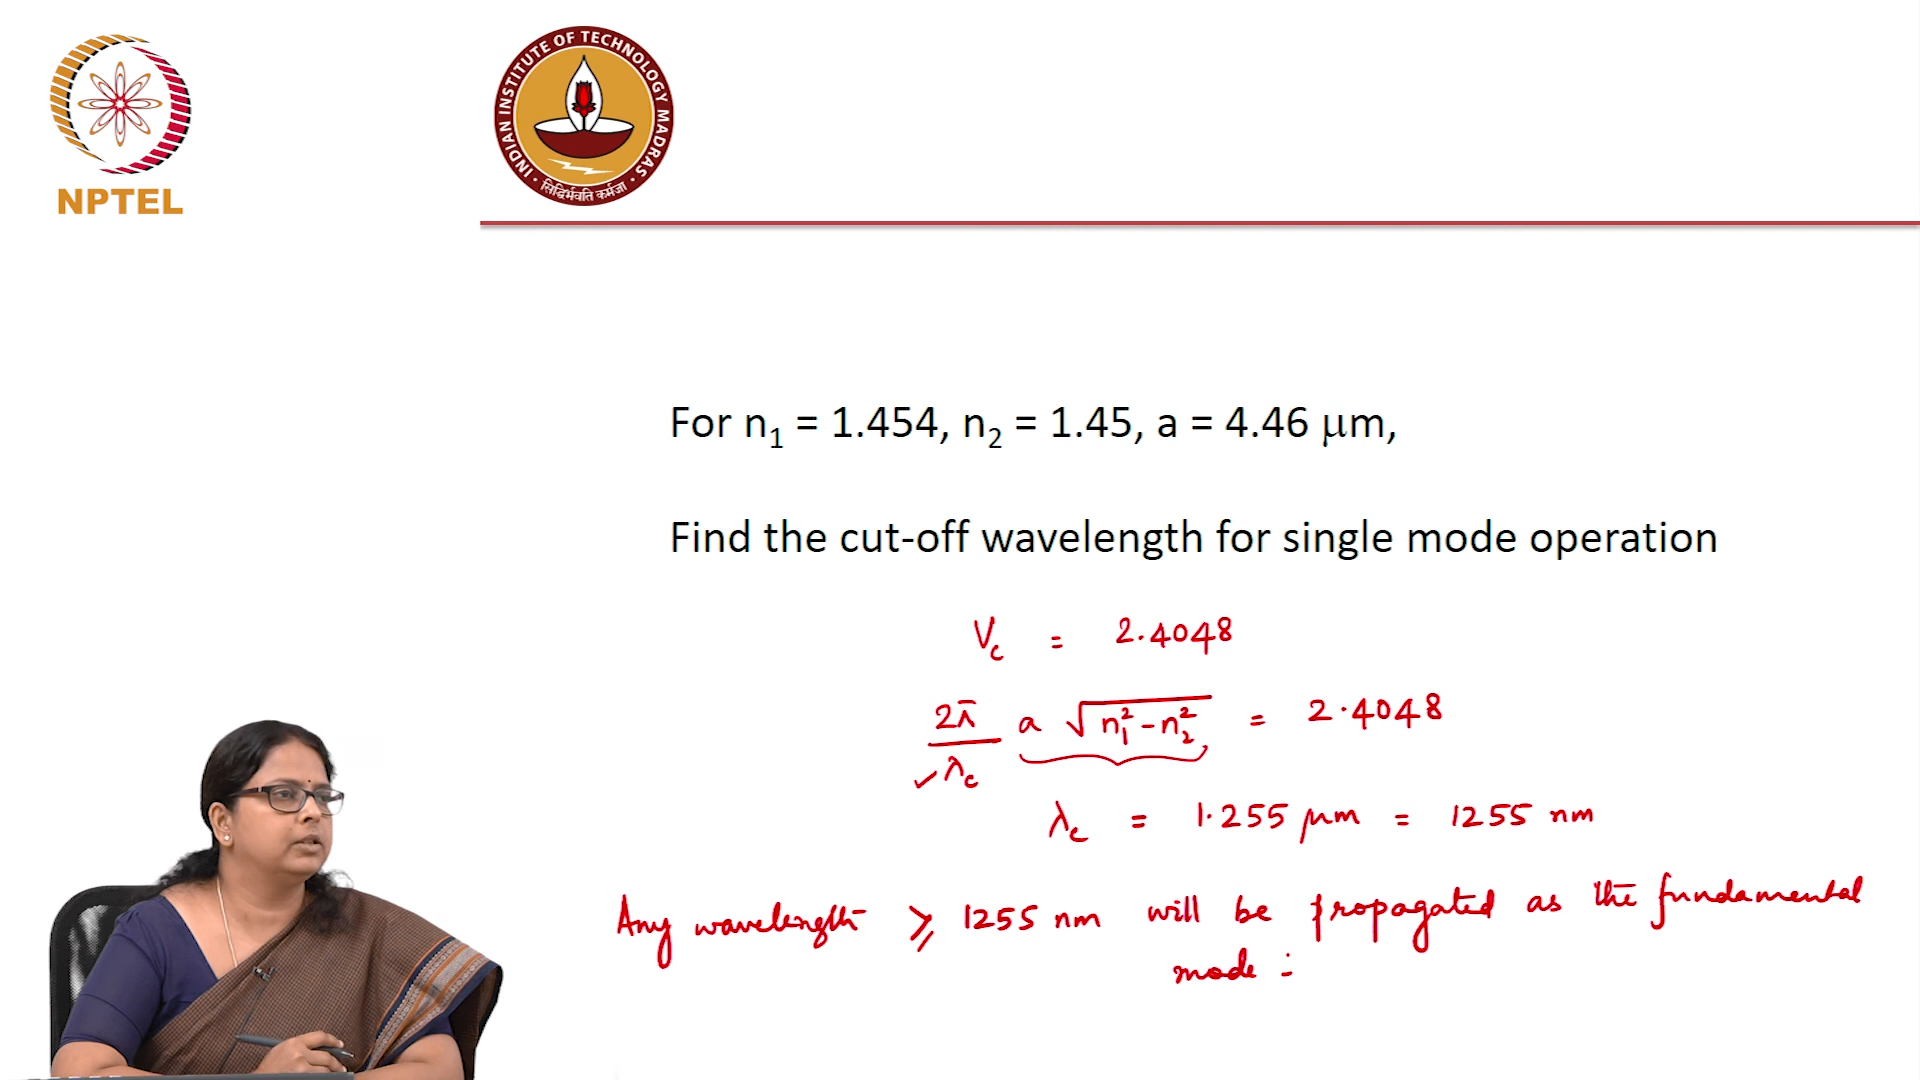 NPTEL
INDIAN INSTITUTE OF TECHNOLOGY MADRAS
सिद्धिर्भवति कर्मजा
For n₁ = 1.454, n₂ = 1.45, a = 4.46 μm,
Find the cut-off wavelength for single mode operation
V_c = 2.4048
2π/λ_c a √(n₁² - n₂²) = 2.4048
λ_c = 1.255 μm = 1255 nm
Any wavelength ⩾ 1255 nm will be propagated as the fundamental
mode :